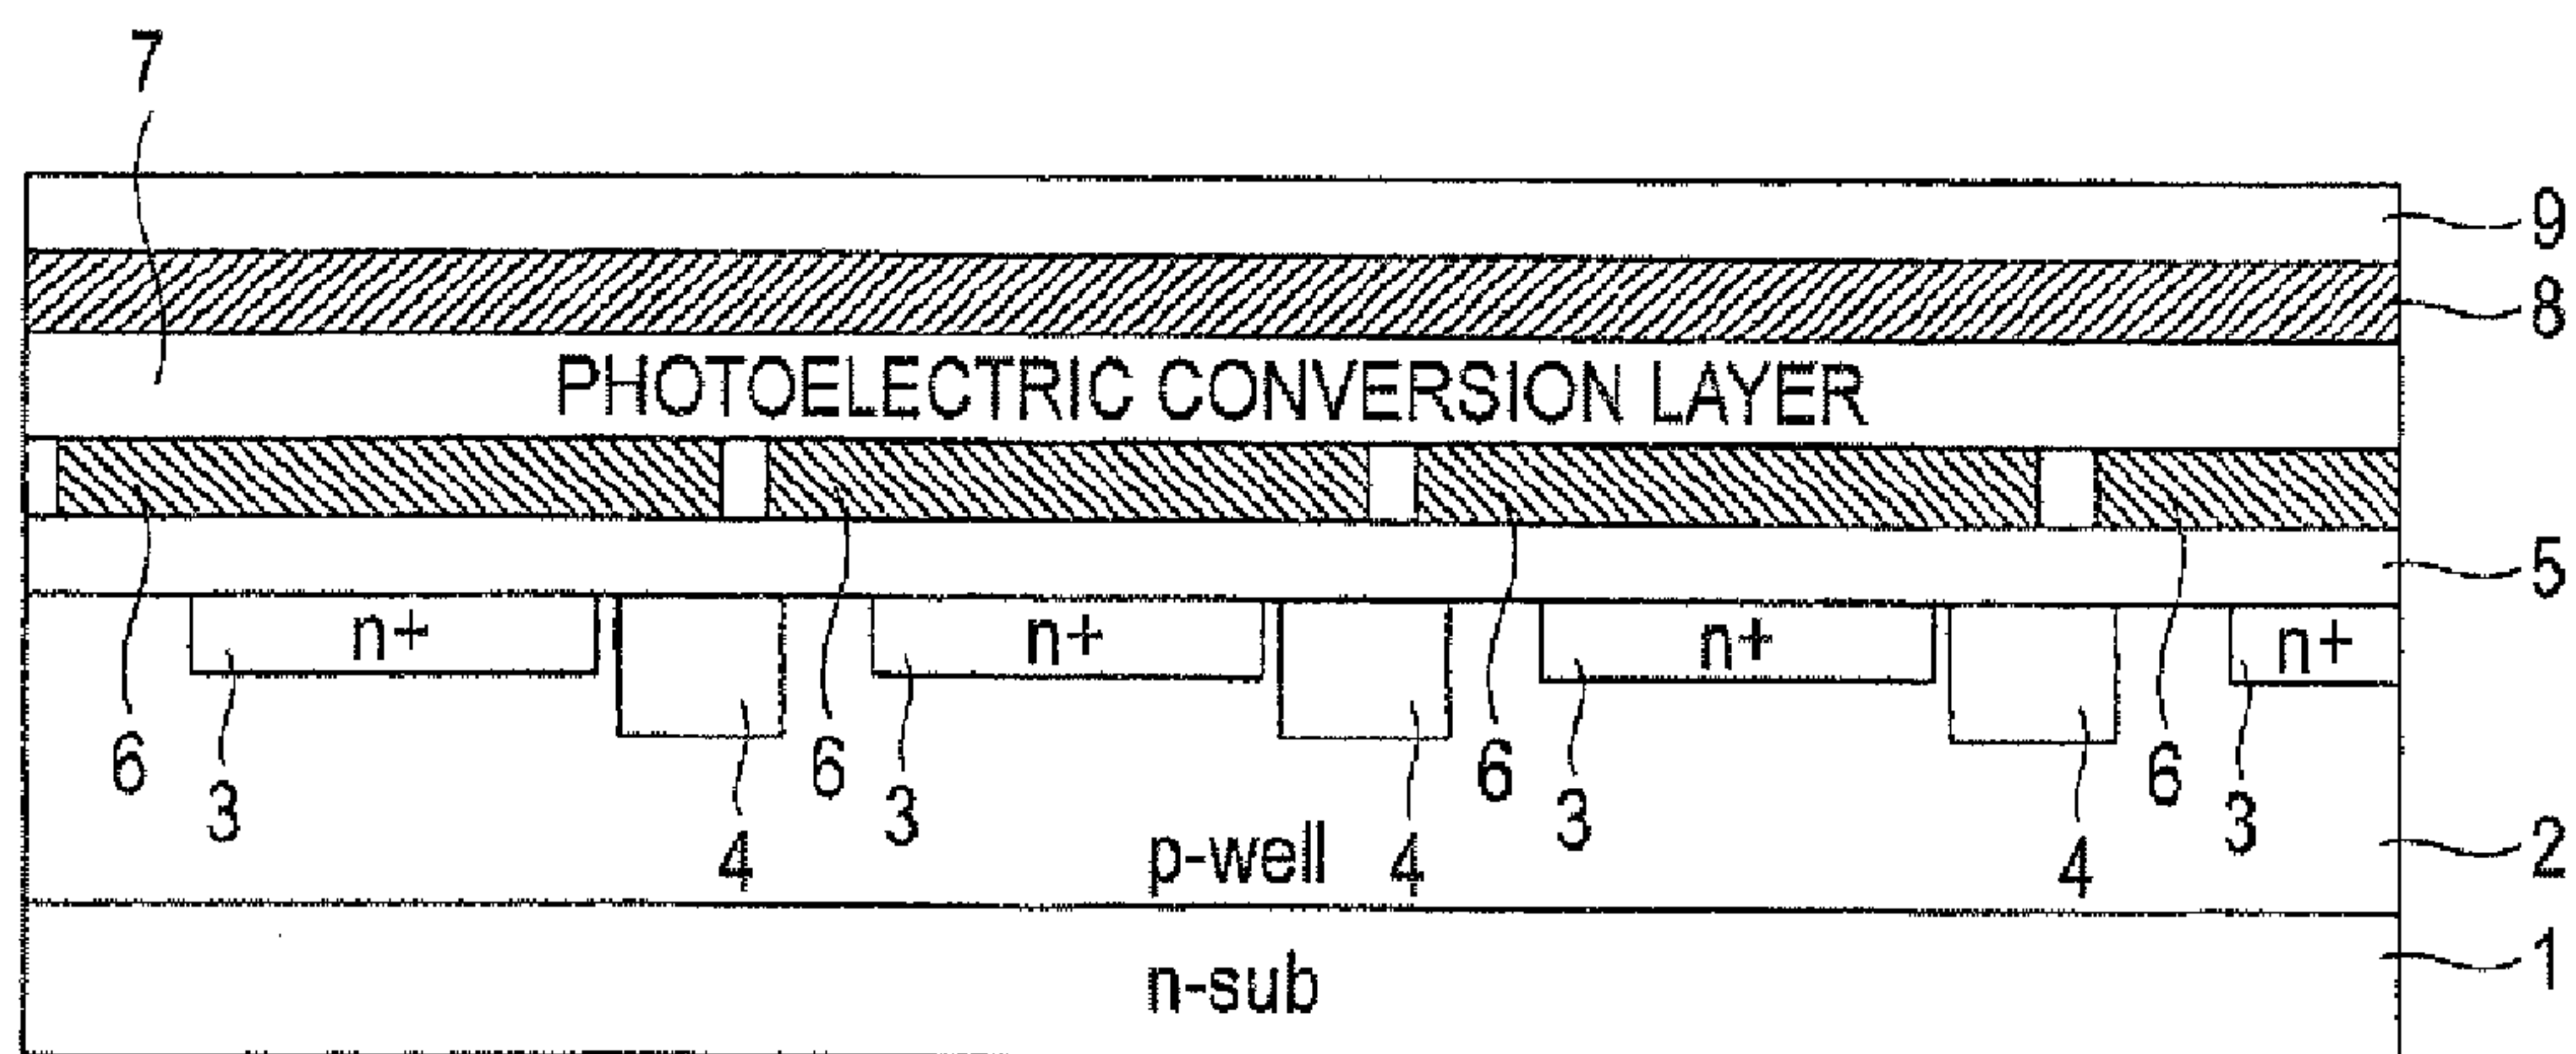 7
9
8
PHOTOELECTRIC CONVERSION LAYER
5
n+ n+ n+ n+
6 3 4 6 3 4 6 3 4 6 3
p-well
2
n-sub
1